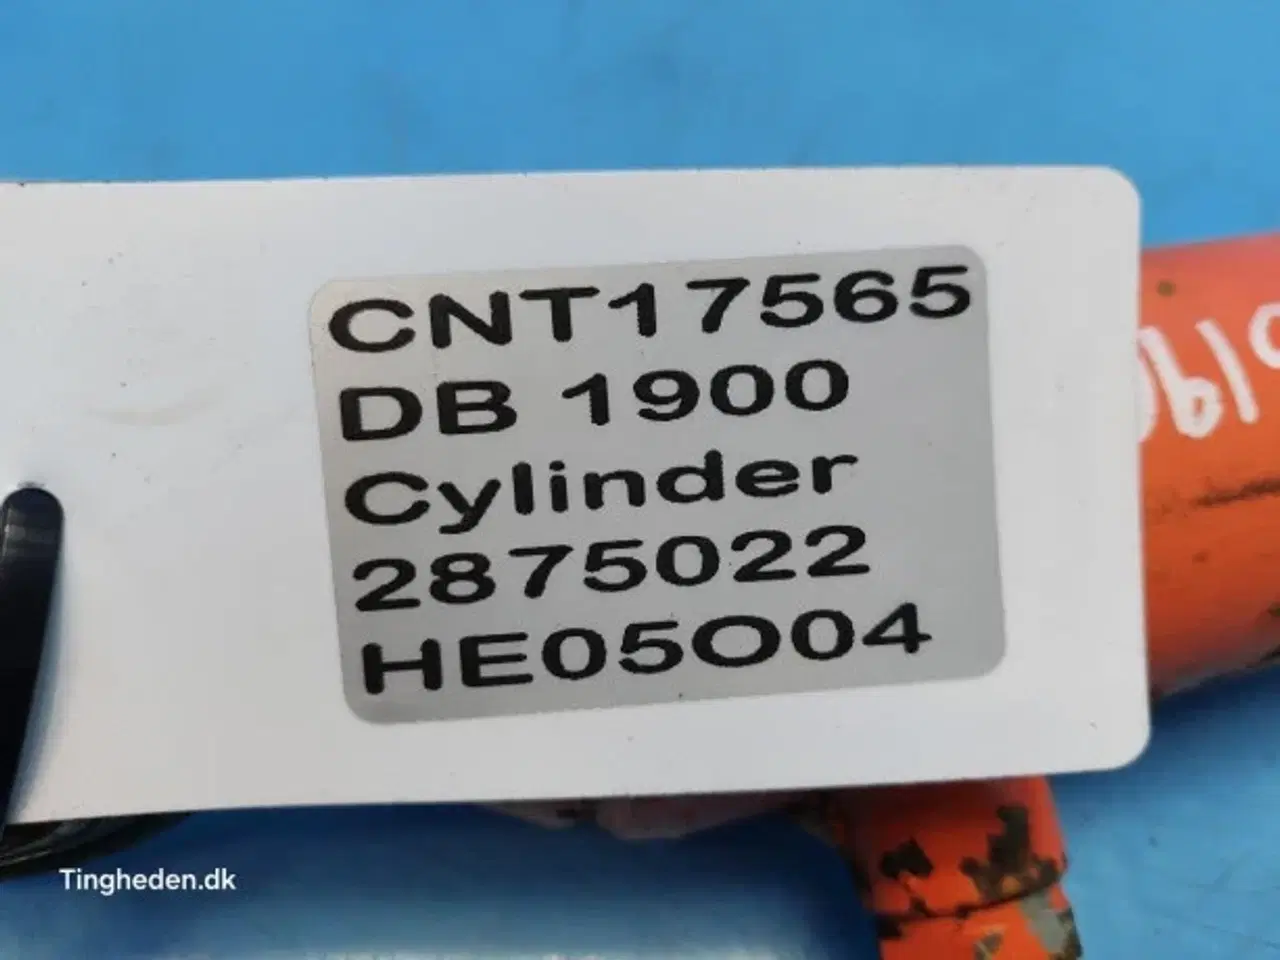 CNT17565
DB 1900
Cylinder
2875022
HE05O04
Tingheden.dk